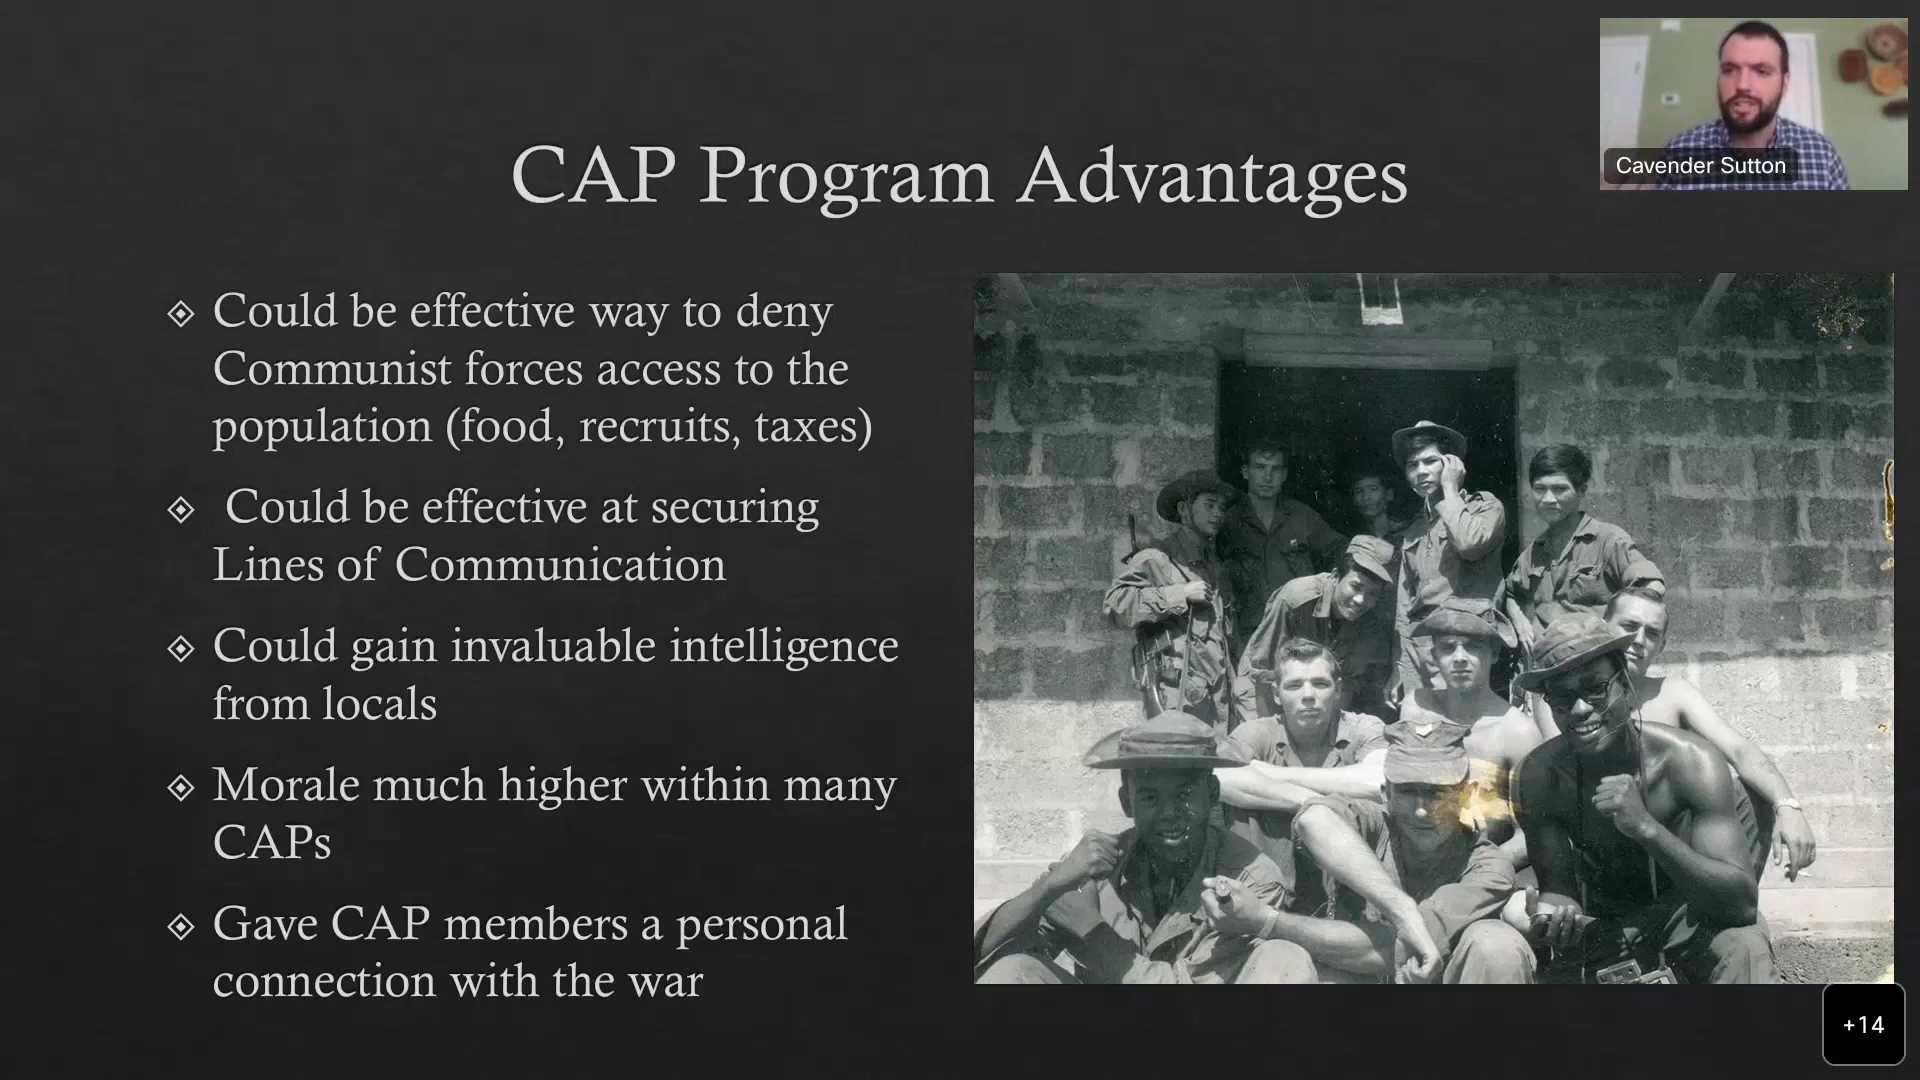 CAP Program Advantages
Cavender Sutton
Could be effective way to deny
Communist forces access to the
population (food, recruits, taxes)
Could be effective at securing
Lines of Communication
Could gain invaluable intelligence
from locals
Morale much higher within many
CAPs
Gave CAP members a personal
connection with the war
+14